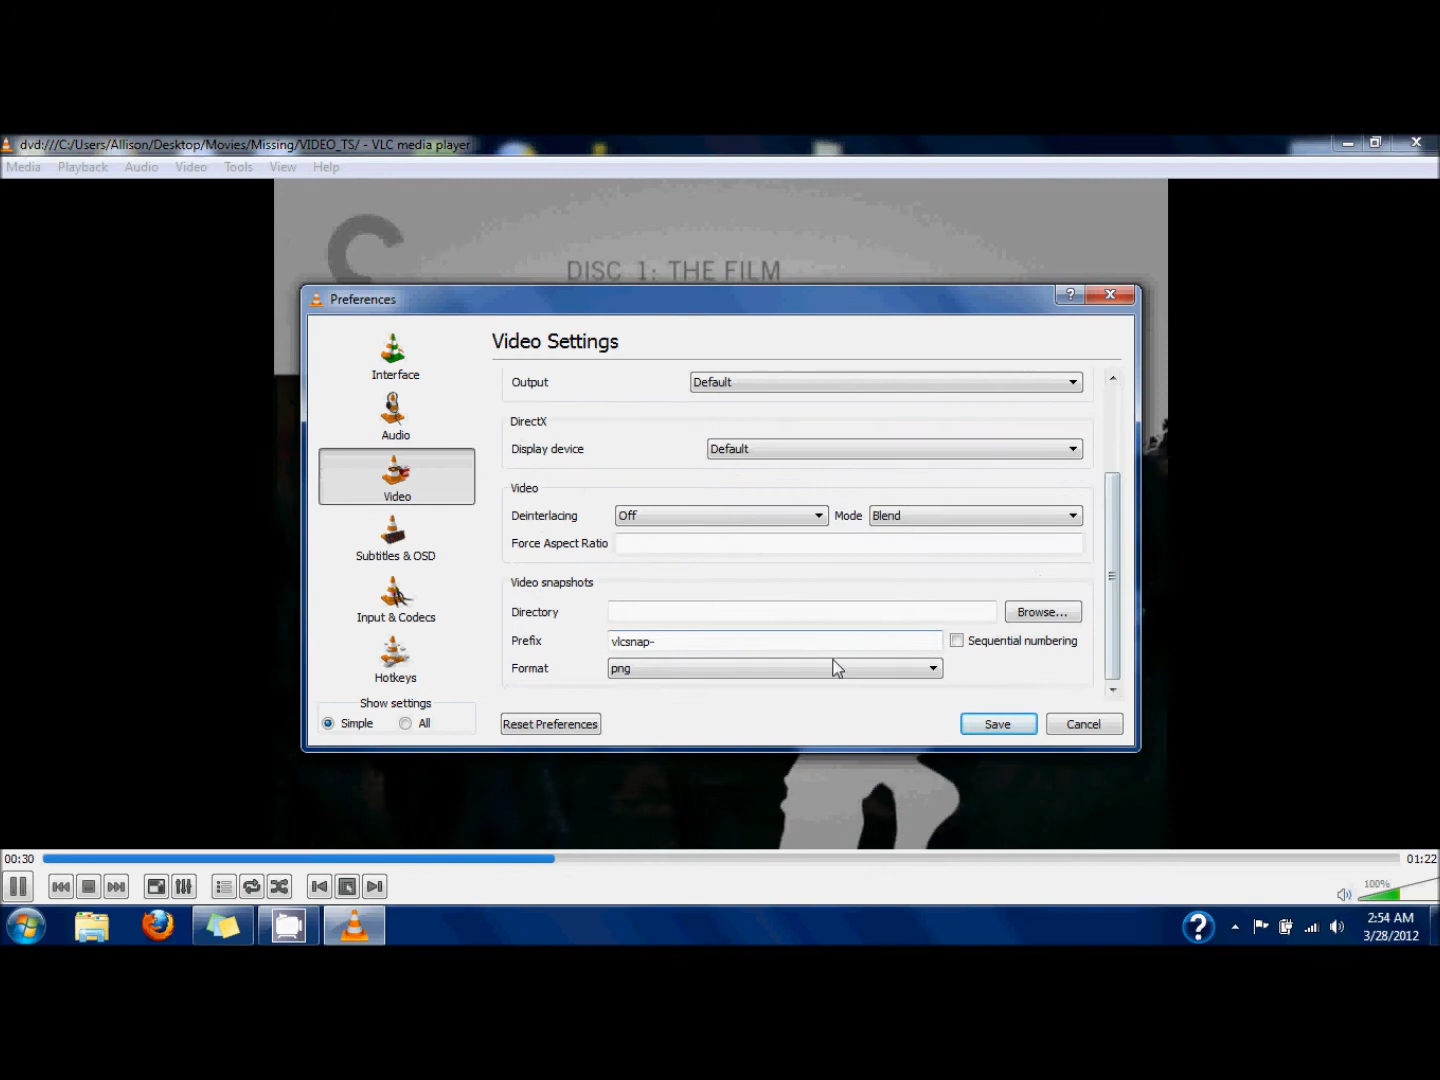 dvd:///C:/Users/Allison/Desktop/Movies/Missing/VIDEO_TS/ - VLC media player
Media Playback Audio Video Tools View Help
DISC 1: THE FILM
Preferences
?
Interface
Audio
Video
Subtitles & OSD
Input & Codecs
Hotkeys
Show settings
Simple All
Video Settings
Output Default
DirectX
Display device Default
Video
Deinterlacing Off Mode Blend
Force Aspect Ratio
Video snapshots
Directory Browse...
Prefix vlcsnap- Sequential numbering
Format png
Reset Preferences Save Cancel
00:30 01:22
100%
? 2:54 AM
3/28/2012